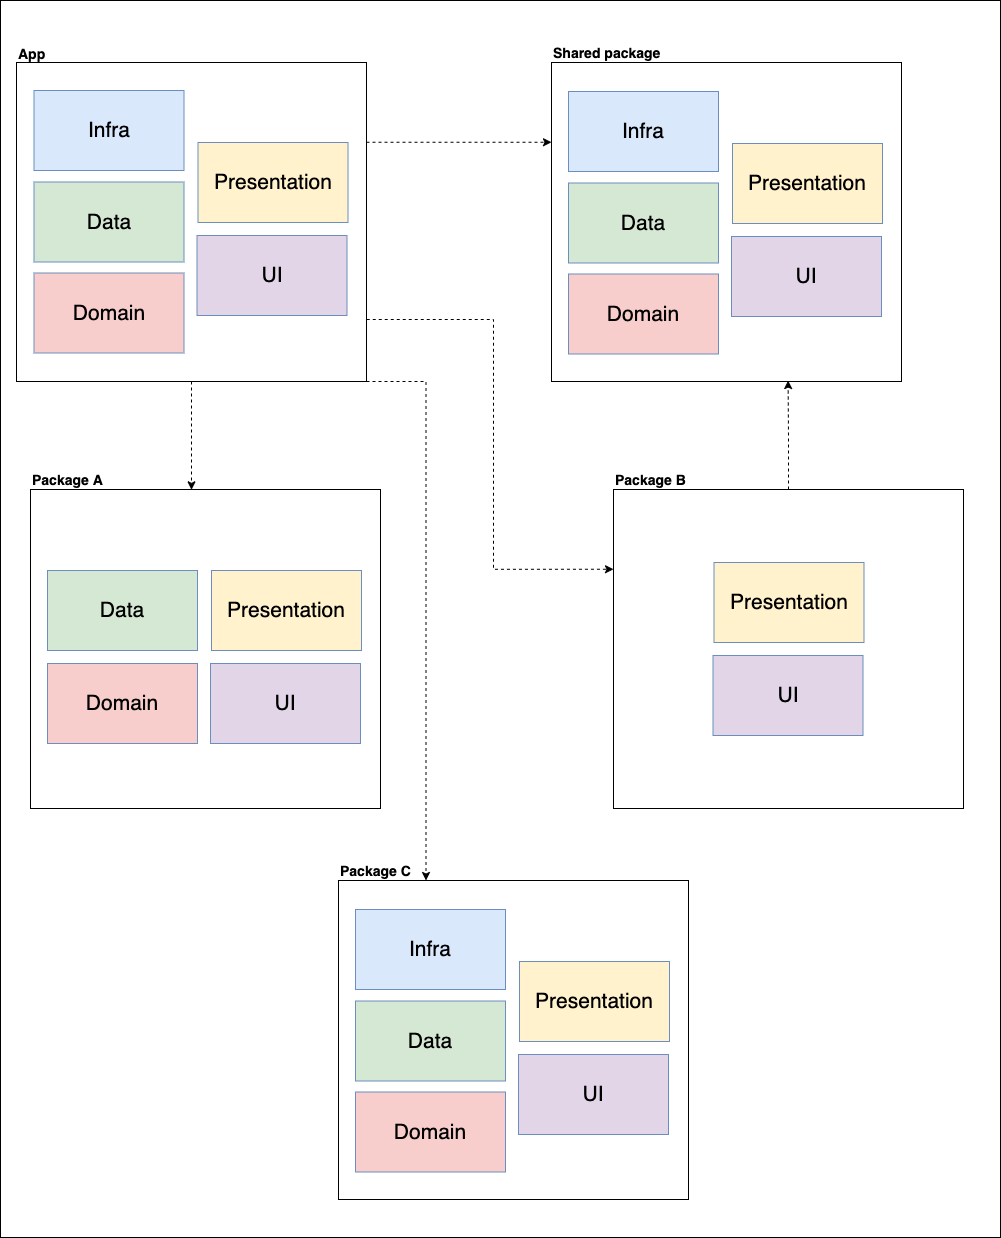 App
Infra
Data
Domain
Presentation
UI
Shared package
Infra
Data
Domain
Presentation
UI
Package A
Data
Domain
Presentation
UI
Package B
Presentation
UI
Package C
Infra
Data
Domain
Presentation
UI